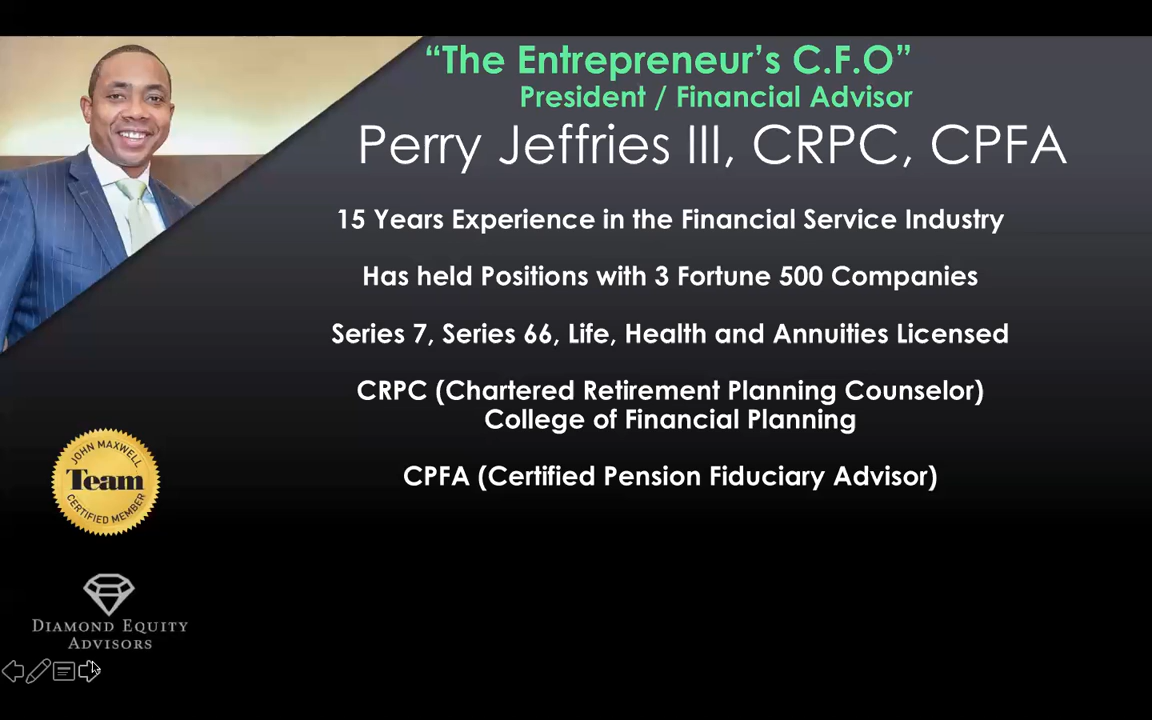 “The Entrepreneur’s C.F.O”
President / Financial Advisor
Perry Jeffries III, CRPC, CPFA
15 Years Experience in the Financial Service Industry
Has held Positions with 3 Fortune 500 Companies
Series 7, Series 66, Life, Health and Annuities Licensed
CRPC (Chartered Retirement Planning Counselor)
College of Financial Planning
CPFA (Certified Pension Fiduciary Advisor)
JOHN MAXWELL
Team
CERTIFIED MEMBER
DIAMOND EQUITY
ADVISORS